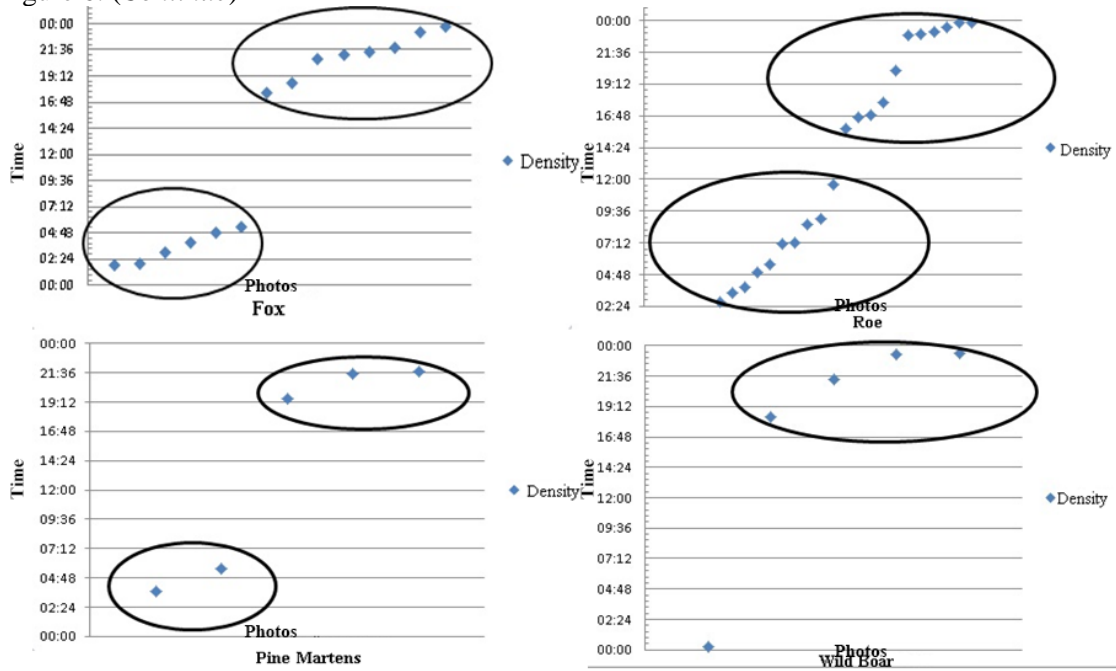 00:00
21:36
19:12
16:48
14:24
12:00
09:36
07:12
04:48
02:24
00:00
Time
Density
Photos
Fox
00:00
21:36
19:12
16:48
14:24
12:00
09:36
07:12
04:48
02:24
Time
Density
Photos
Roe
00:00
21:36
19:12
16:48
14:24
12:00
09:36
07:12
04:48
02:24
00:00
Time
Density
Photos
Pine Martens
00:00
21:36
19:12
16:48
14:24
12:00
09:36
07:12
04:48
02:24
00:00
Time
Density
Photos
Wild Boar